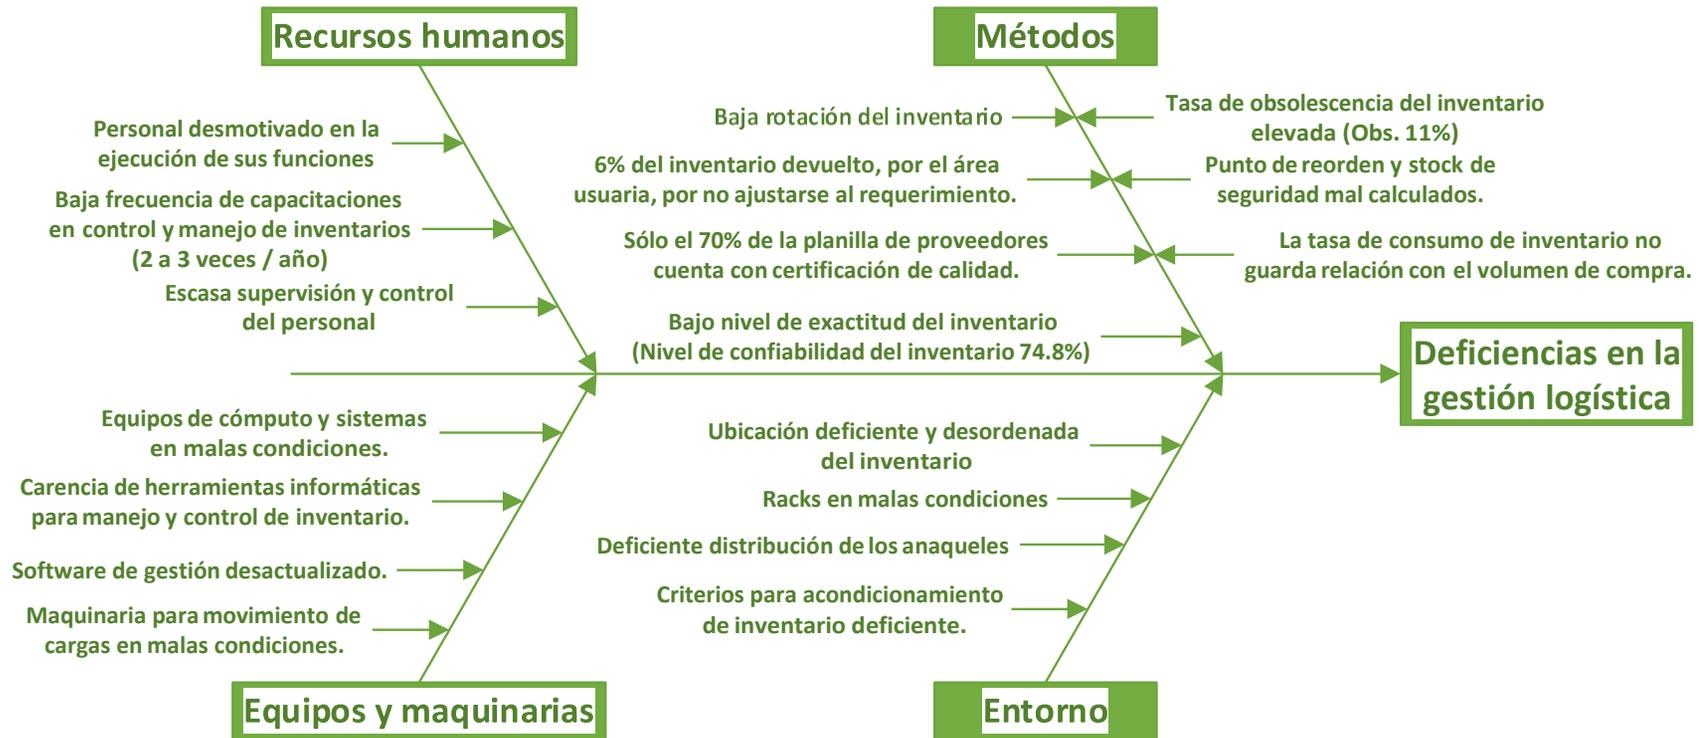 Recursos humanos
Métodos
Personal desmotivado en la
ejecución de sus funciones
Baja frecuencia de capacitaciones
en control y manejo de inventarios
(2 a 3 veces / año)
Escasa supervisión y control
del personal
Baja rotación del inventario
6% del inventario devuelto, por el área
usuaria, por no ajustarse al requerimiento.
Sólo el 70% de la planilla de proveedores
cuenta con certificación de calidad.
Bajo nivel de exactitud del inventario
(Nivel de confiabilidad del inventario 74.8%)
Tasa de obsolescencia del inventario
elevada (Obs. 11%)
Punto de reorden y stock de
seguridad mal calculados.
La tasa de consumo de inventario no
guarda relación con el volumen de compra.
Deficiencias en la
gestión logística
Equipos de cómputo y sistemas
en malas condiciones.
Carencia de herramientas informáticas
para manejo y control de inventario.
Software de gestión desactualizado.
Maquinaria para movimiento de
cargas en malas condiciones.
Ubicación deficiente y desordenada
del inventario
Racks en malas condiciones
Deficiente distribución de los anaqueles
Criterios para acondicionamiento
de inventario deficiente.
Equipos y maquinarias
Entorno